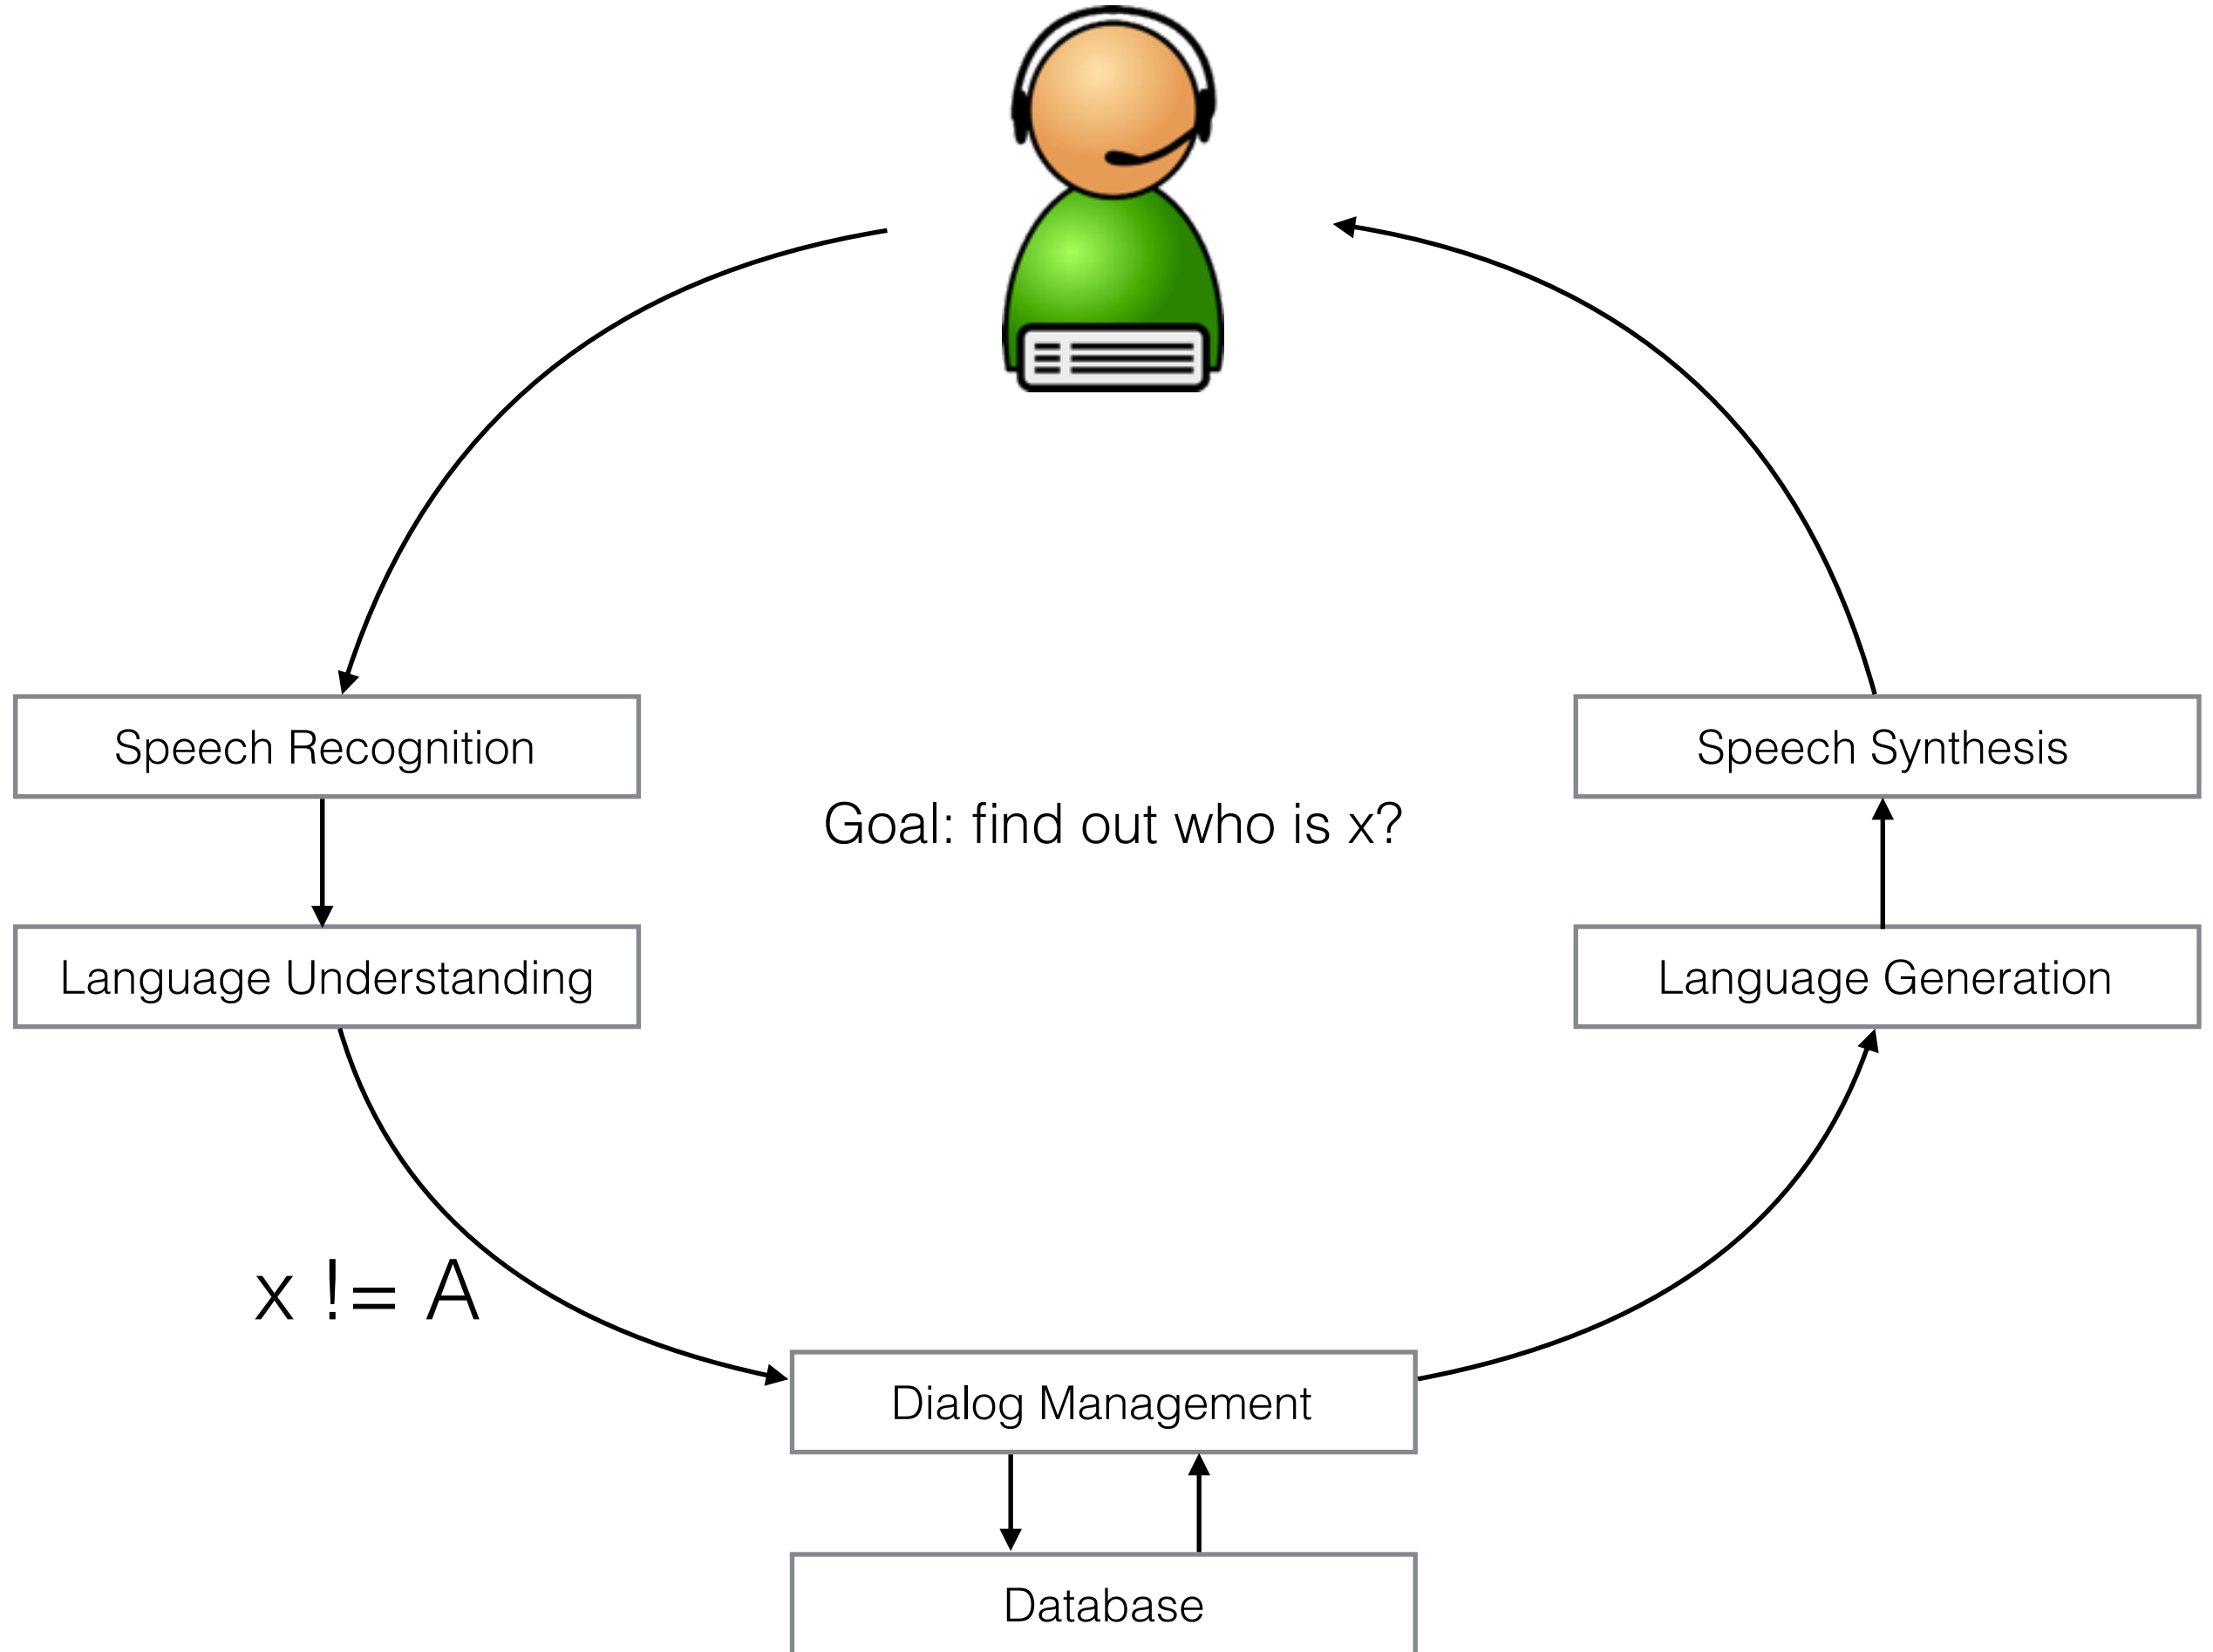 Speech Recognition
Speech Synthesis
Goal: find out who is x?
Language Understanding
Language Generation
x != A
Dialog Management
Database